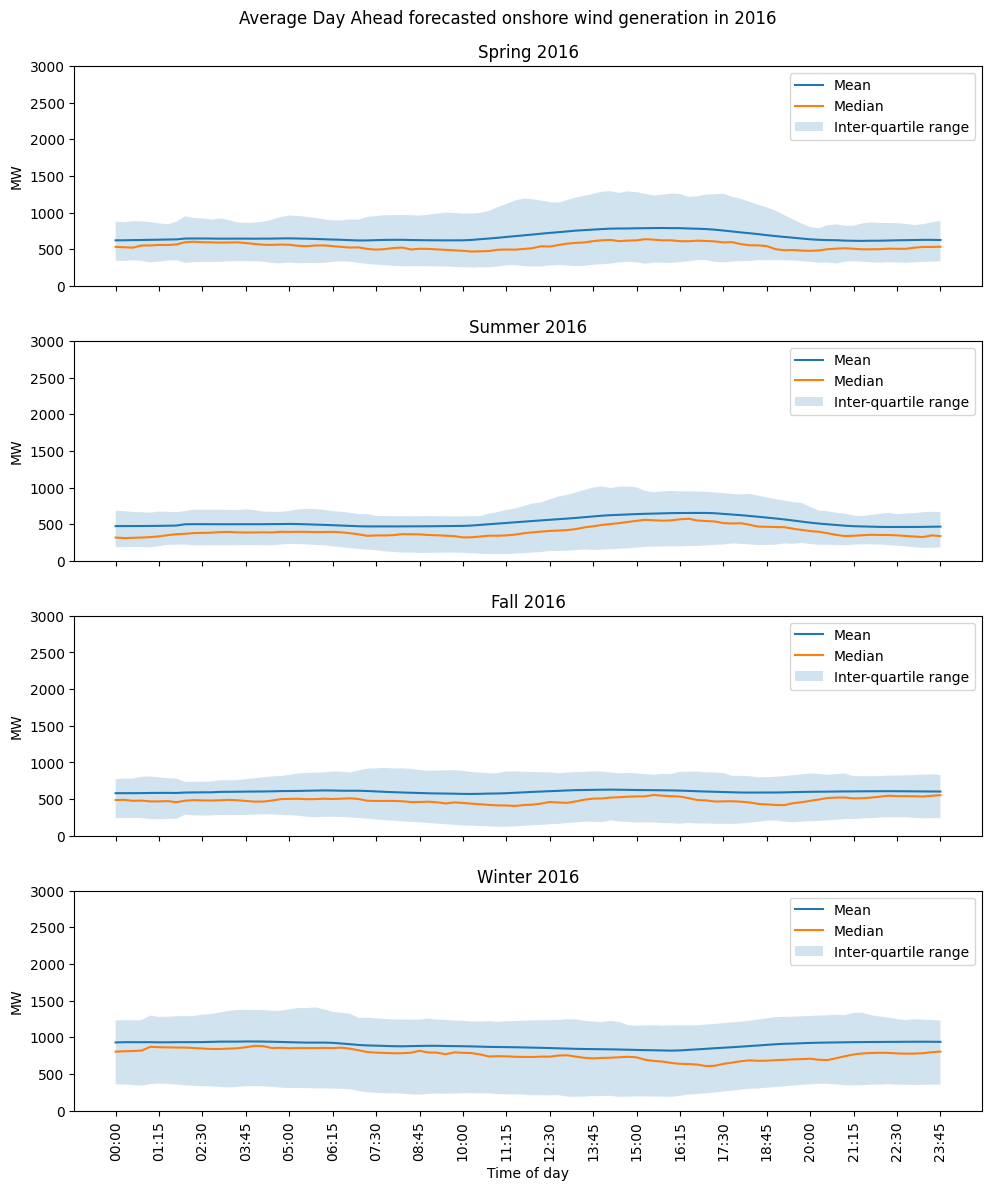 Average Day Ahead forecasted onshore wind generation in 2016
Spring 2016
3000
2500
2000
1500
1000
500
0
MW
Mean
Median
Inter-quartile range
Summer 2016
3000
2500
2000
1500
1000
500
0
MW
Mean
Median
Inter-quartile range
Fall 2016
3000
2500
2000
1500
1000
500
0
MW
Mean
Median
Inter-quartile range
Winter 2016
3000
2500
2000
1500
1000
500
0
MW
Mean
Median
Inter-quartile range
00:00
01:15
02:30
03:45
05:00
06:15
07:30
08:45
10:00
11:15
12:30
13:45
15:00
16:15
17:30
18:45
20:00
21:15
22:30
23:45
Time of day